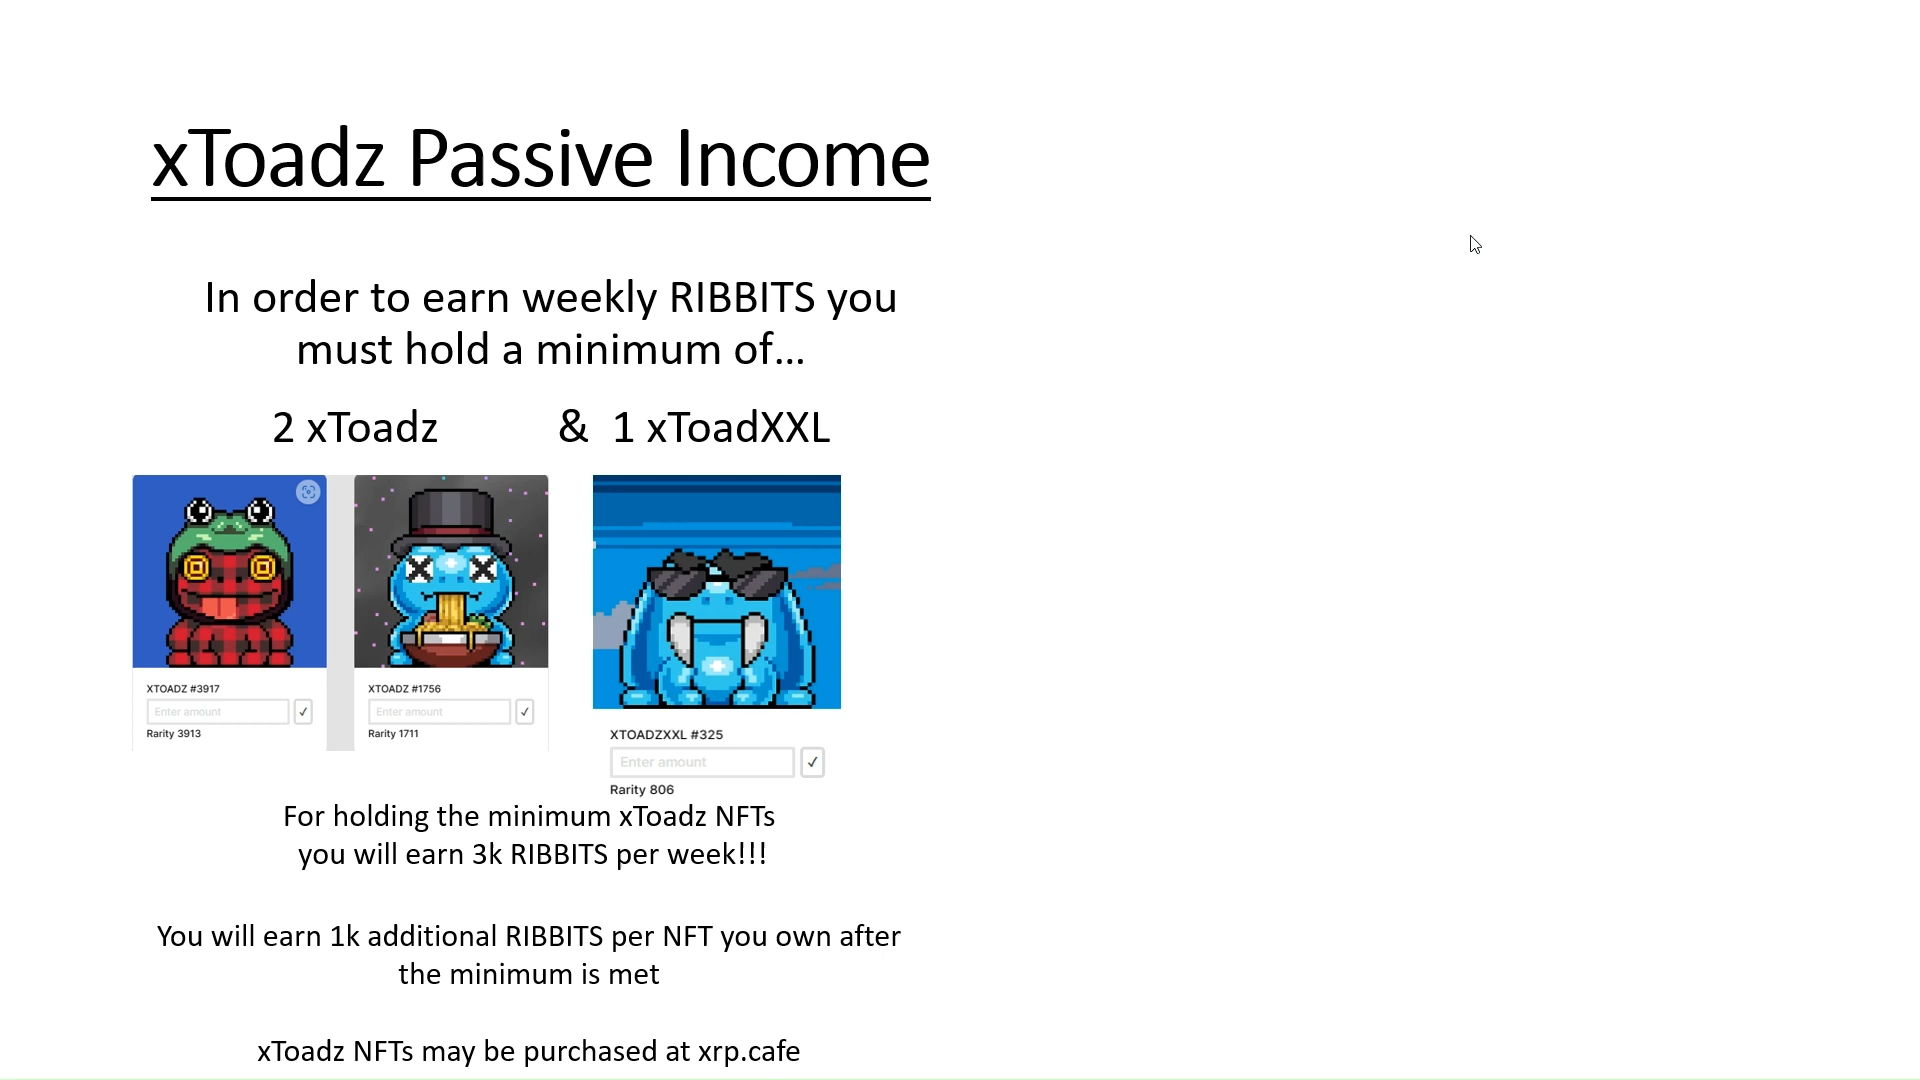 xToadz Passive Income
In order to earn weekly RIBBITS you
must hold a minimum of...
2 xToadz & 1 xToadXXL
XTOADZ #3917
Enter amount ✓
Rarity 3913
XTOADZ #1756
Enter amount ✓
Rarity 1711
XTOADZXXL #325
Enter amount ✓
Rarity 806
For holding the minimum xToadz NFTs
you will earn 3k RIBBITS per week!!!
You will earn 1k additional RIBBITS per NFT you own after
the minimum is met
xToadz NFTs may be purchased at xrp.cafe